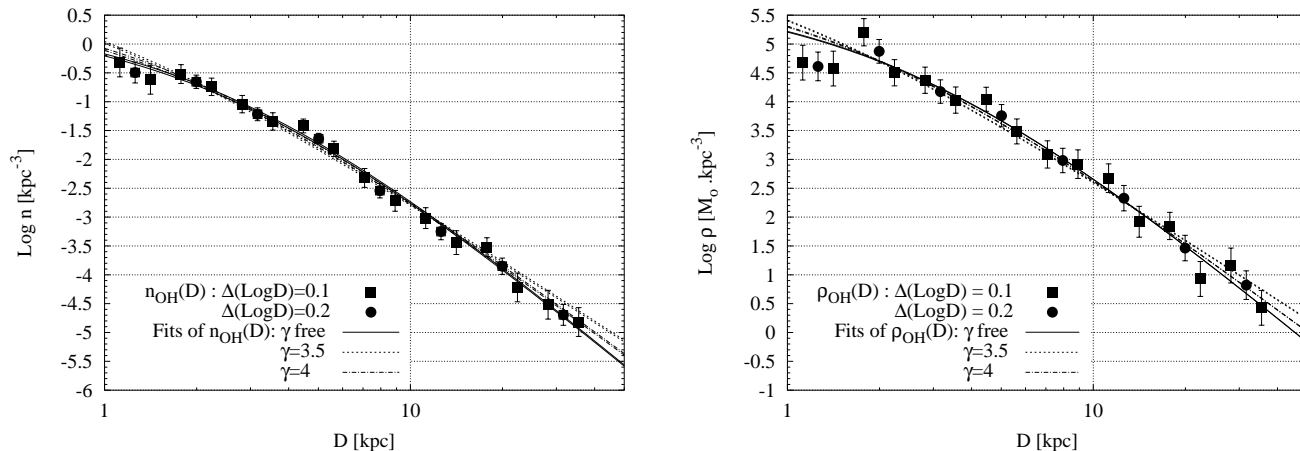 0.5
0
-0.5
-1
-1.5
-2
-2.5
-3
-3.5
-4
-4.5
-5
-5.5
-6
Log n [kpc-3]
n_OH(D) : Δ(LogD)=0.1
Δ(LogD)=0.2
Fits of n_OH(D): γ free
γ=3.5
γ=4
1
10
D [kpc]
5.5
5
4.5
4
3.5
3
2.5
2
1.5
1
0.5
0
-0.5
-1
Log ρ [M_o .kpc-3]
ρ_OH(D) : Δ(LogD) = 0.1
Δ(LogD) = 0.2
Fits of ρ_OH(D): γ free
γ=3.5
γ=4
1
10
D [kpc]